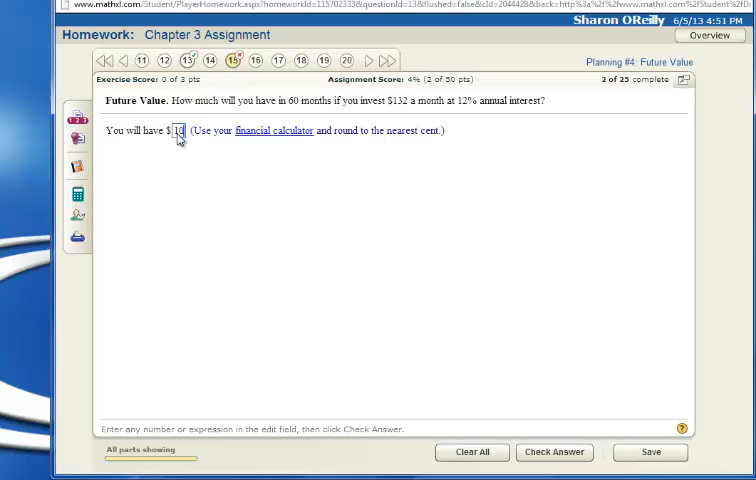 www.mathxl.com/Student/PlayerHomework.aspx?homeworkId=115702333&questionId=13&flushed=false&cId=2044428&back=http%3a%2f%2fwww.mathxl.com%2fStudent%2fD
Sharon OReilly 6/5/13 4:51 PM
Homework: Chapter 3 Assignment
Overview
11 12 13 14 15 16 17 18 19 20
Planning #4: Future Value
Exercise Score: 0 of 3 pts
Assignment Score: 4% (2 of 50 pts)
2 of 25 complete
Future Value. How much will you have in 60 months if you invest $132 a month at 12% annual interest?
You will have $ 10 (Use your financial calculator and round to the nearest cent.)
Enter any number or expression in the edit field, then click Check Answer.
?
All parts showing
Clear All
Check Answer
Save